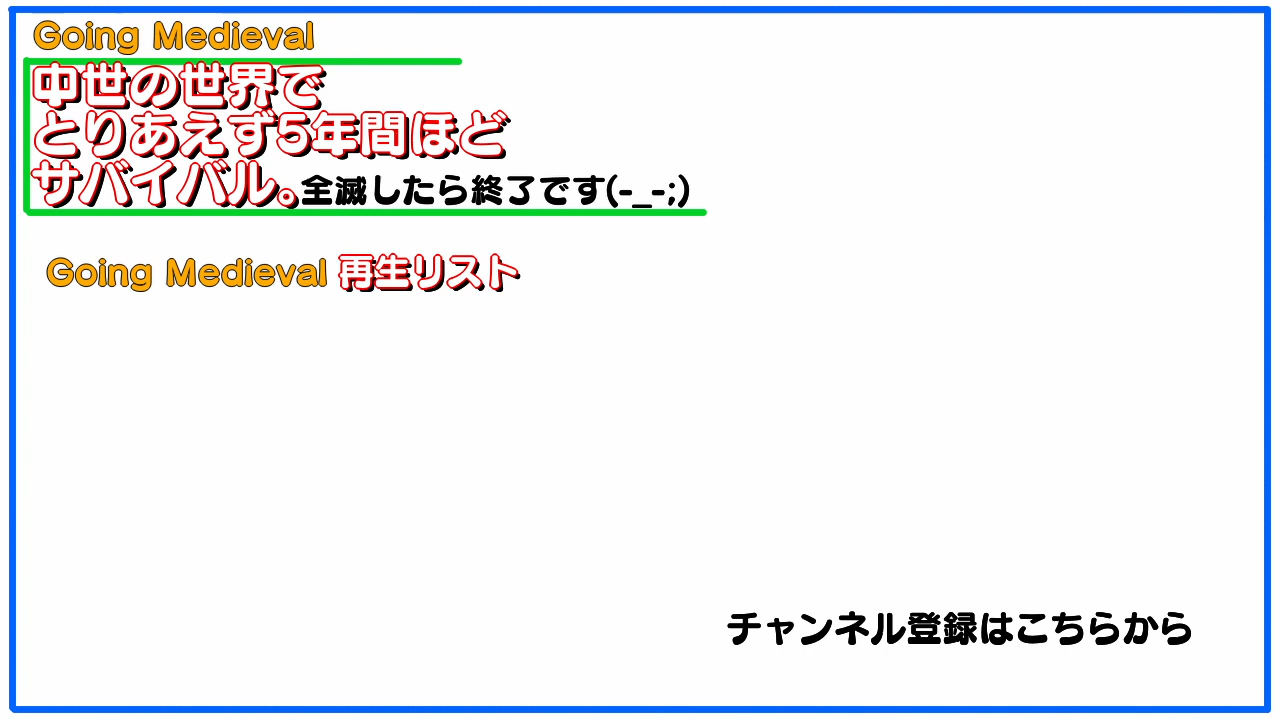 Going Medieval
中世の世界で
とりあえず5年間ほど
サバイバル。全滅したら終了です(-_-;)
Going Medieval 再生リスト
チャンネル登録はこちらから